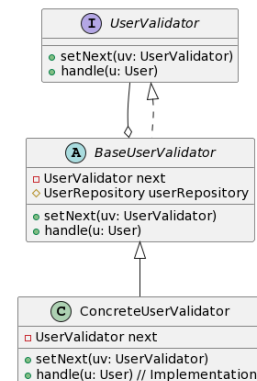 I UserValidator
setNext(uv: UserValidator)
handle(u: User)
A BaseUserValidator
UserValidator next
UserRepository userRepository
setNext(uv: UserValidator)
handle(u: User)
C ConcreteUserValidator
UserValidator next
setNext(uv: UserValidator)
handle(u: User) // Implementation